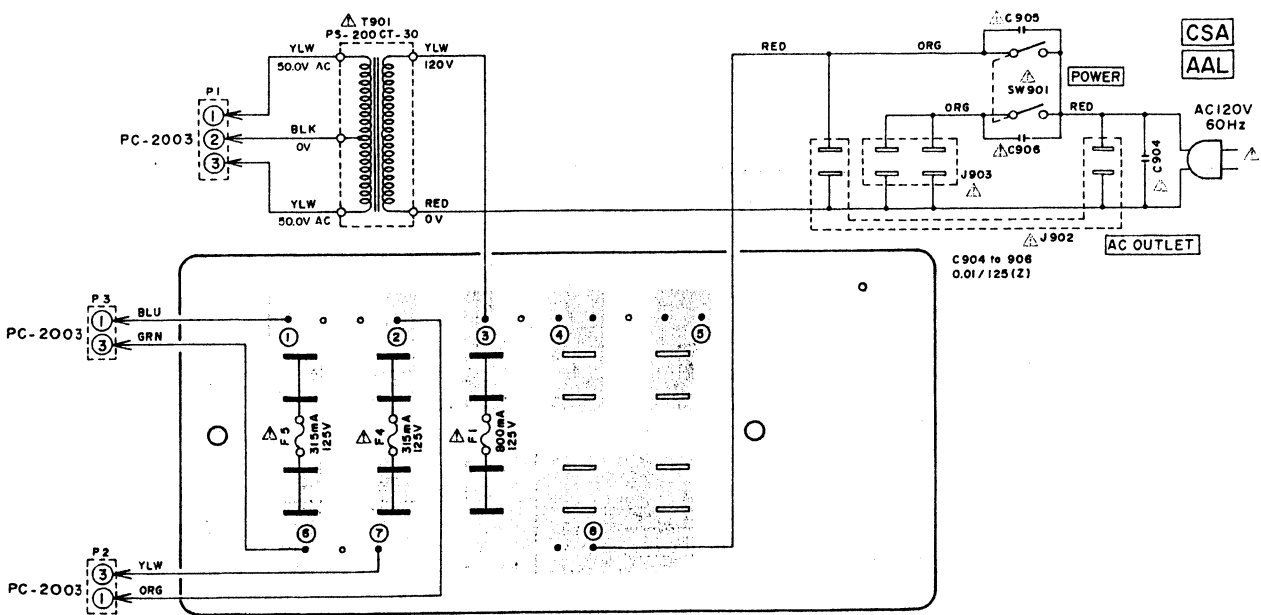 T901
PS-200CT-30
YLW
50.0V AC
YLW
120V
P1
1
PC-2003
2
3
BLK
0V
YLW
50.0V AC
RED
0V
RED
ORG
C905
SW901
POWER
ORG
RED
C906
J903
C904
AC120V
60Hz
CSA
AAL
J902
AC OUTLET
C904 to 906
0.01/125(Z)
P3
1
PC-2003
3
BLU
GRN
1
2
3
4
5
F5
315mA
125V
F4
315mA
125V
F1
800mA
125V
6
7
8
P2
3
PC-2003
1
YLW
ORG